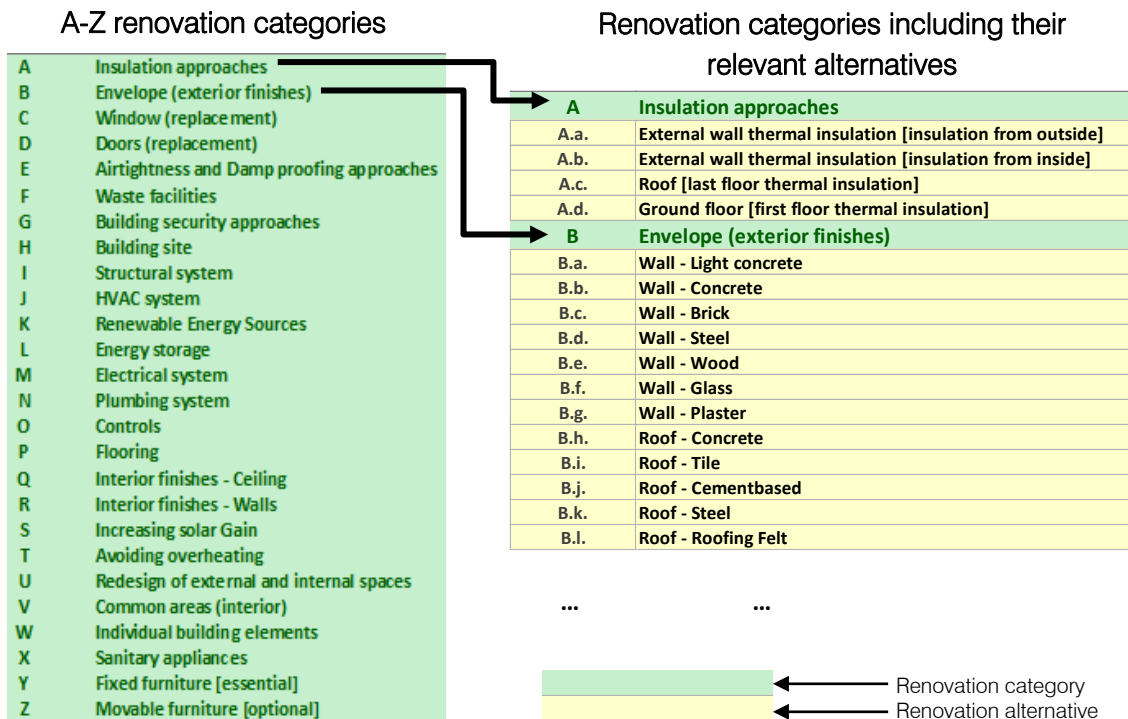 A-Z renovation categories
A Insulation approaches
B Envelope (exterior finishes)
C Window (replacement)
D Doors (replacement)
E Airtightness and Damp proofing approaches
F Waste facilities
G Building security approaches
H Building site
I Structural system
J HVAC system
K Renewable Energy Sources
L Energy storage
M Electrical system
N Plumbing system
O Controls
P Flooring
Q Interior finishes - Ceiling
R Interior finishes - Walls
S Increasing solar Gain
T Avoiding overheating
U Redesign of external and internal spaces
V Common areas (interior)
W Individual building elements
X Sanitary appliances
Y Fixed furniture [essential]
Z Movable furniture [optional]
Renovation categories including their
relevant alternatives
A Insulation approaches
A.a. External wall thermal insulation [insulation from outside]
A.b. External wall thermal insulation [insulation from inside]
A.c. Roof [last floor thermal insulation]
A.d. Ground floor [first floor thermal insulation]
B Envelope (exterior finishes)
B.a. Wall - Light concrete
B.b. Wall - Concrete
B.c. Wall - Brick
B.d. Wall - Steel
B.e. Wall - Wood
B.f. Wall - Glass
B.g. Wall - Plaster
B.h. Roof - Concrete
B.i. Roof - Tile
B.j. Roof - Cementbased
B.k. Roof - Steel
B.l. Roof - Roofing Felt
... ...
Renovation category
Renovation alternative